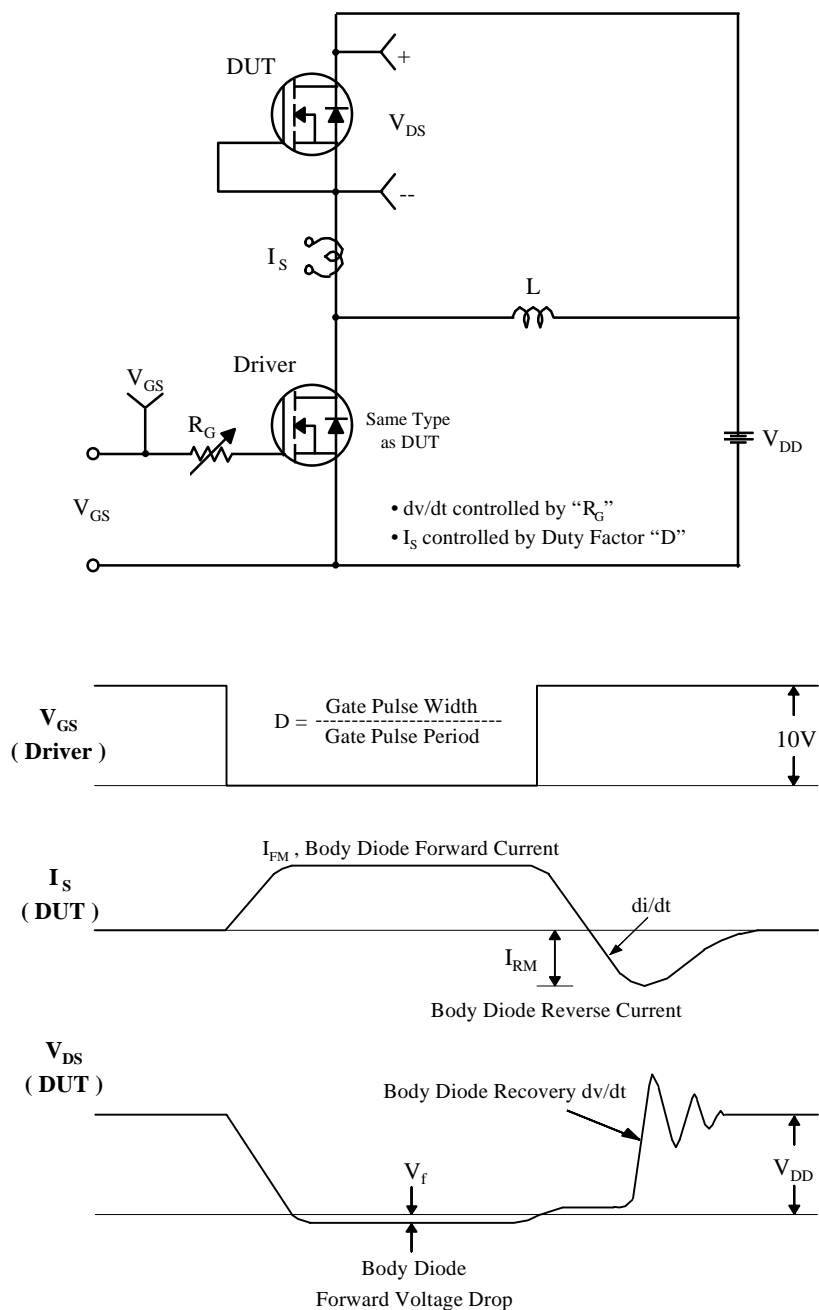 DUT
+
V_DS
--
I_S
L
Driver
V_GS
R_G
Same Type
as DUT
V_DD
V_GS
• dv/dt controlled by “R_G”
• I_S controlled by Duty Factor “D”
V_GS
( Driver )
D = Gate Pulse Width
Gate Pulse Period
10V
I_FM , Body Diode Forward Current
I_S
( DUT )
di/dt
I_RM
Body Diode Reverse Current
V_DS
( DUT )
Body Diode Recovery dv/dt
V_f
V_DD
Body Diode
Forward Voltage Drop